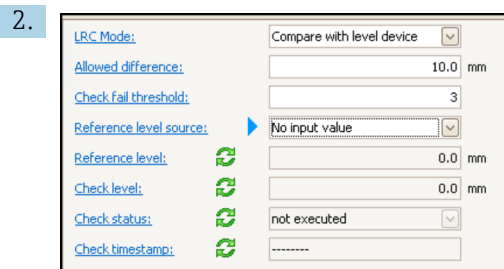 2.
LRC Mode: Compare with level device
Allowed difference: 10.0 mm
Check fail threshold: 3
Reference level source: No input value
Reference level: 0.0 mm
Check level: 0.0 mm
Check status: not executed
Check timestamp: --------